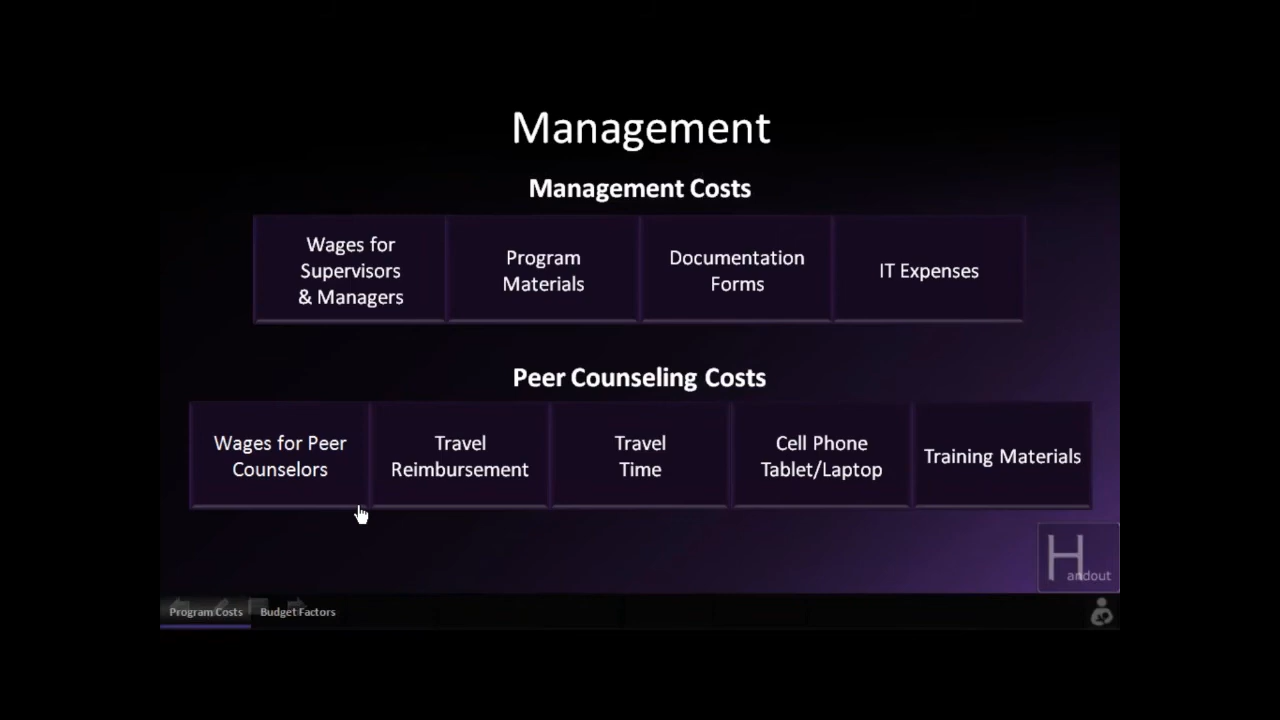 Management
Management Costs
Wages for
Supervisors
& Managers
Program
Materials
Documentation
Forms
IT Expenses
Peer Counseling Costs
Wages for Peer
Counselors
Travel
Reimbursement
Travel
Time
Cell Phone
Tablet/Laptop
Training Materials
Handout
Program Costs
Budget Factors